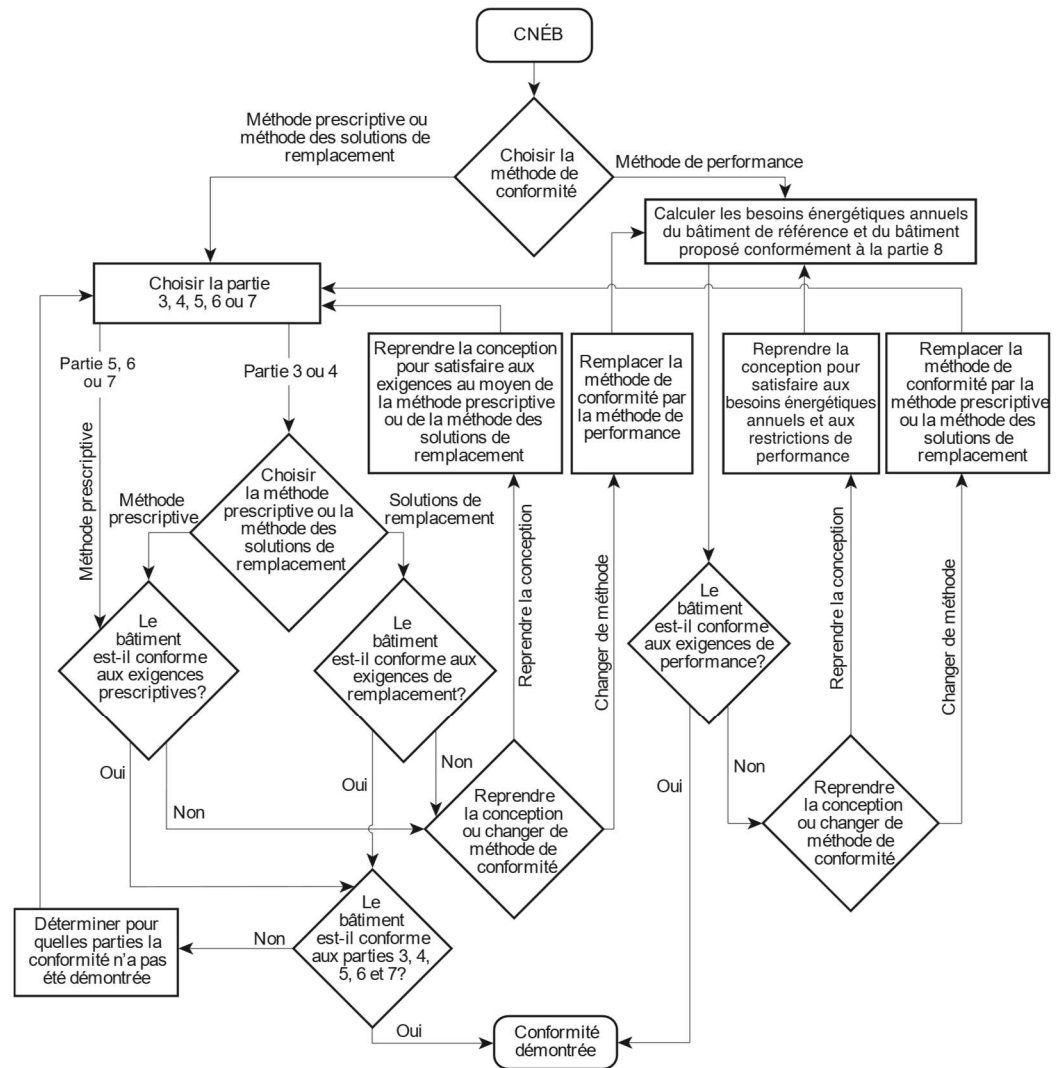 CNÉB
Méthode prescriptive ou
méthode des solutions de
remplacement
Choisir la
méthode de
conformité
Méthode de performance
Calculer les besoins énergétiques annuels
du bâtiment de référence et du bâtiment
proposé conformément à la partie 8
Choisir la partie
3, 4, 5, 6 ou 7
Partie 5, 6
ou 7
Partie 3 ou 4
Reprendre la conception
pour satisfaire aux
exigences au moyen de
la méthode prescriptive
ou de la méthode des
solutions de
remplacement
Remplacer la
méthode de
conformité par
la méthode de
performance
Reprendre la
conception pour
satisfaire aux
besoins énergétiques
annuels et aux
restrictions de
performance
Remplacer la
méthode de
conformité par la
méthode prescriptive
ou la méthode des
solutions de
remplacement
Méthode prescriptive
Méthode
prescriptive
Choisir
la méthode
prescriptive ou la
méthode des
solutions de
remplacement
Solutions de
remplacement
Reprendre la conception
Changer de méthode
Reprendre la conception
Changer de méthode
Le
bâtiment
est-il conforme
aux exigences
prescriptives?
Le
bâtiment
est-il conforme aux
exigences de
remplacement?
Le
bâtiment
est-il conforme
aux exigences de
performance?
Oui
Non
Oui
Non
Reprendre
la conception
ou changer de
méthode de
conformité
Oui
Non
Reprendre
la conception
ou changer de
méthode de
conformité
Déterminer pour
quelles parties la
conformité n'a pas
été démontrée
Non
Le
bâtiment
est-il conforme
aux parties 3, 4,
5, 6 et 7?
Oui
Conformité
démontrée